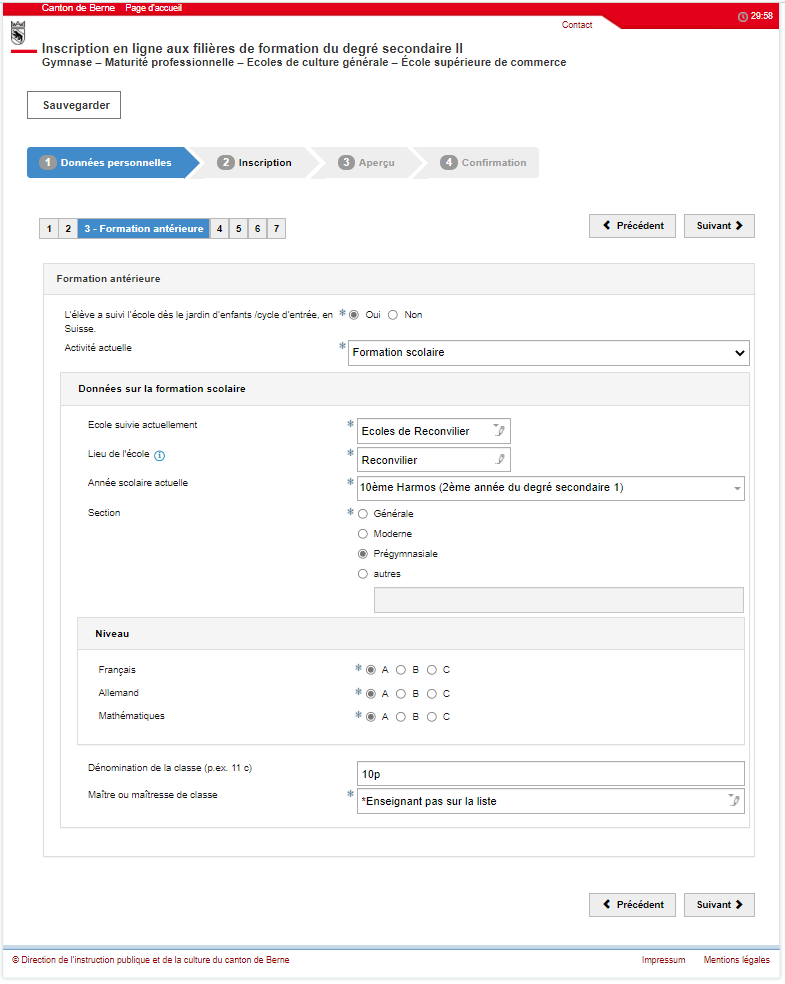 Canton de Berne Page d'accueil
29:58
Contact
Inscription en ligne aux filières de formation du degré secondaire II
Gymnase – Maturité professionnelle – Ecoles de culture générale – École supérieure de commerce
Sauvegarder
1 Données personnelles 2 Inscription 3 Aperçu 4 Confirmation
1 2 3 - Formation antérieure 4 5 6 7
Précédent Suivant
Formation antérieure
L'élève a suivi l'école dès le jardin d'enfants /cycle d'entrée, en * Oui Non
Suisse.
Activité actuelle * Formation scolaire
Données sur la formation scolaire
Ecole suivie actuellement * Ecoles de Reconvilier
Lieu de l'école i * Reconvilier
Année scolaire actuelle * 10ème Harmos (2ème année du degré secondaire 1)
Section * Générale
Moderne
Prégymnasiale
autres
Niveau
Français * A B C
Allemand * A B C
Mathématiques * A B C
Dénomination de la classe (p.ex. 11 c) 10p
Maître ou maîtresse de classe * *Enseignant pas sur la liste
Précédent Suivant
© Direction de l'instruction publique et de la culture du canton de Berne Impressum Mentions légales